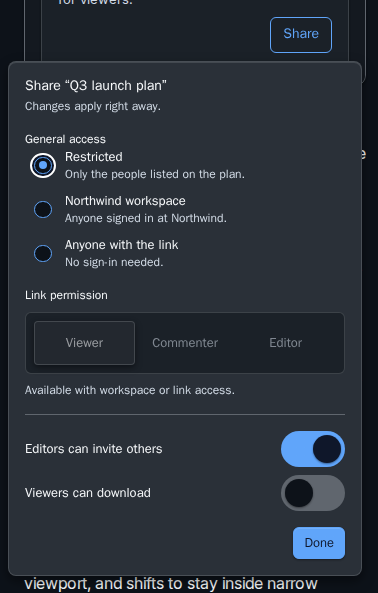 for viewers.
Share
Share “Q3 launch plan”
Changes apply right away.
General access
Restricted
Only the people listed on the plan.
Northwind workspace
Anyone signed in at Northwind.
Anyone with the link
No sign-in needed.
Link permission
Viewer Commenter Editor
Available with workspace or link access.
Editors can invite others
Viewers can download
Done
viewport, and shifts to stay inside narrow